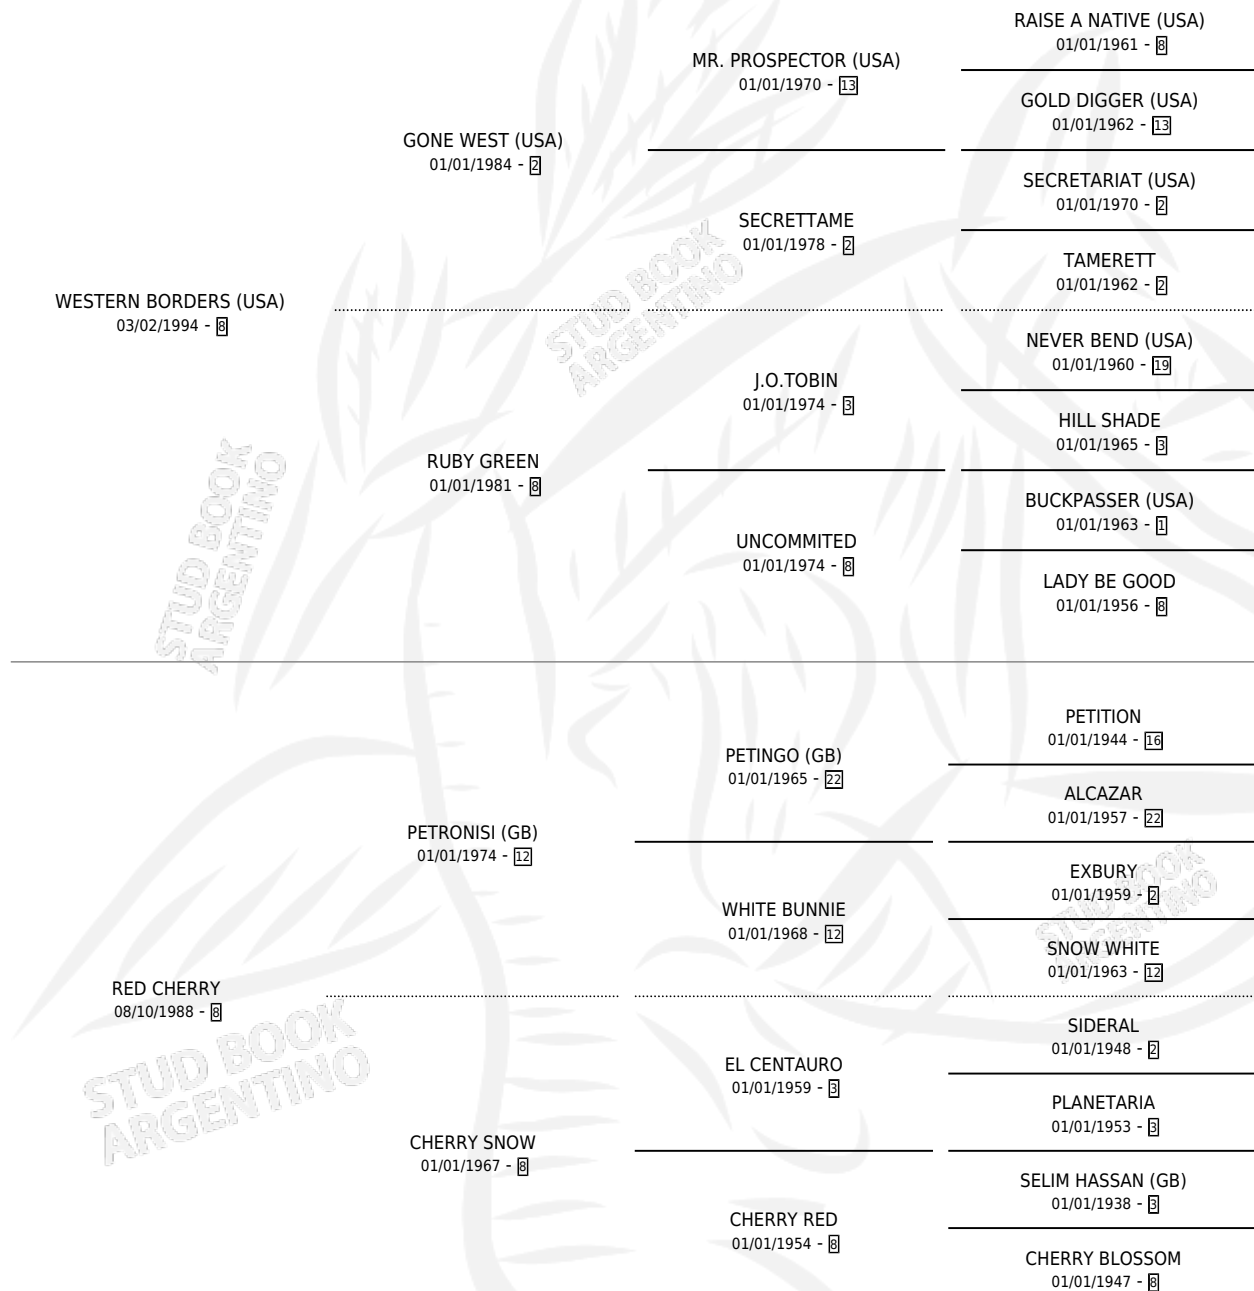 RAISE A NATIVE (USA)
01/01/1961 - 8
MR. PROSPECTOR (USA)
01/01/1970 - 13
GOLD DIGGER (USA)
01/01/1962 - 13
GONE WEST (USA)
01/01/1984 - 2
SECRETARIAT (USA)
01/01/1970 - 2
SECRETTAME
01/01/1978 - 2
TAMERETT
01/01/1962 - 2
WESTERN BORDERS (USA)
03/02/1994 - 8
NEVER BEND (USA)
01/01/1960 - 19
J.O.TOBIN
01/01/1974 - 3
HILL SHADE
01/01/1965 - 3
RUBY GREEN
01/01/1981 - 8
BUCKPASSER (USA)
01/01/1963 - 1
UNCOMMITED
01/01/1974 - 8
LADY BE GOOD
01/01/1956 - 8
PETITION
01/01/1944 - 16
PETINGO (GB)
01/01/1965 - 22
ALCAZAR
01/01/1957 - 22
PETRONISI (GB)
01/01/1974 - 12
EXBURY
01/01/1959 - 2
WHITE BUNNIE
01/01/1968 - 12
SNOW WHITE
01/01/1963 - 12
RED CHERRY
08/10/1988 - 8
SIDERAL
01/01/1948 - 2
EL CENTAURO
01/01/1959 - 3
PLANETARIA
01/01/1953 - 3
CHERRY SNOW
01/01/1967 - 8
SELIM HASSAN (GB)
01/01/1938 - 3
CHERRY RED
01/01/1954 - 8
CHERRY BLOSSOM
01/01/1947 - 8
STUD BOOK
ARGENTINO
STUD BOOK
ARGENTINO
STUD BOOK
ARGENTINO
STUD BOOK
ARGENTINO